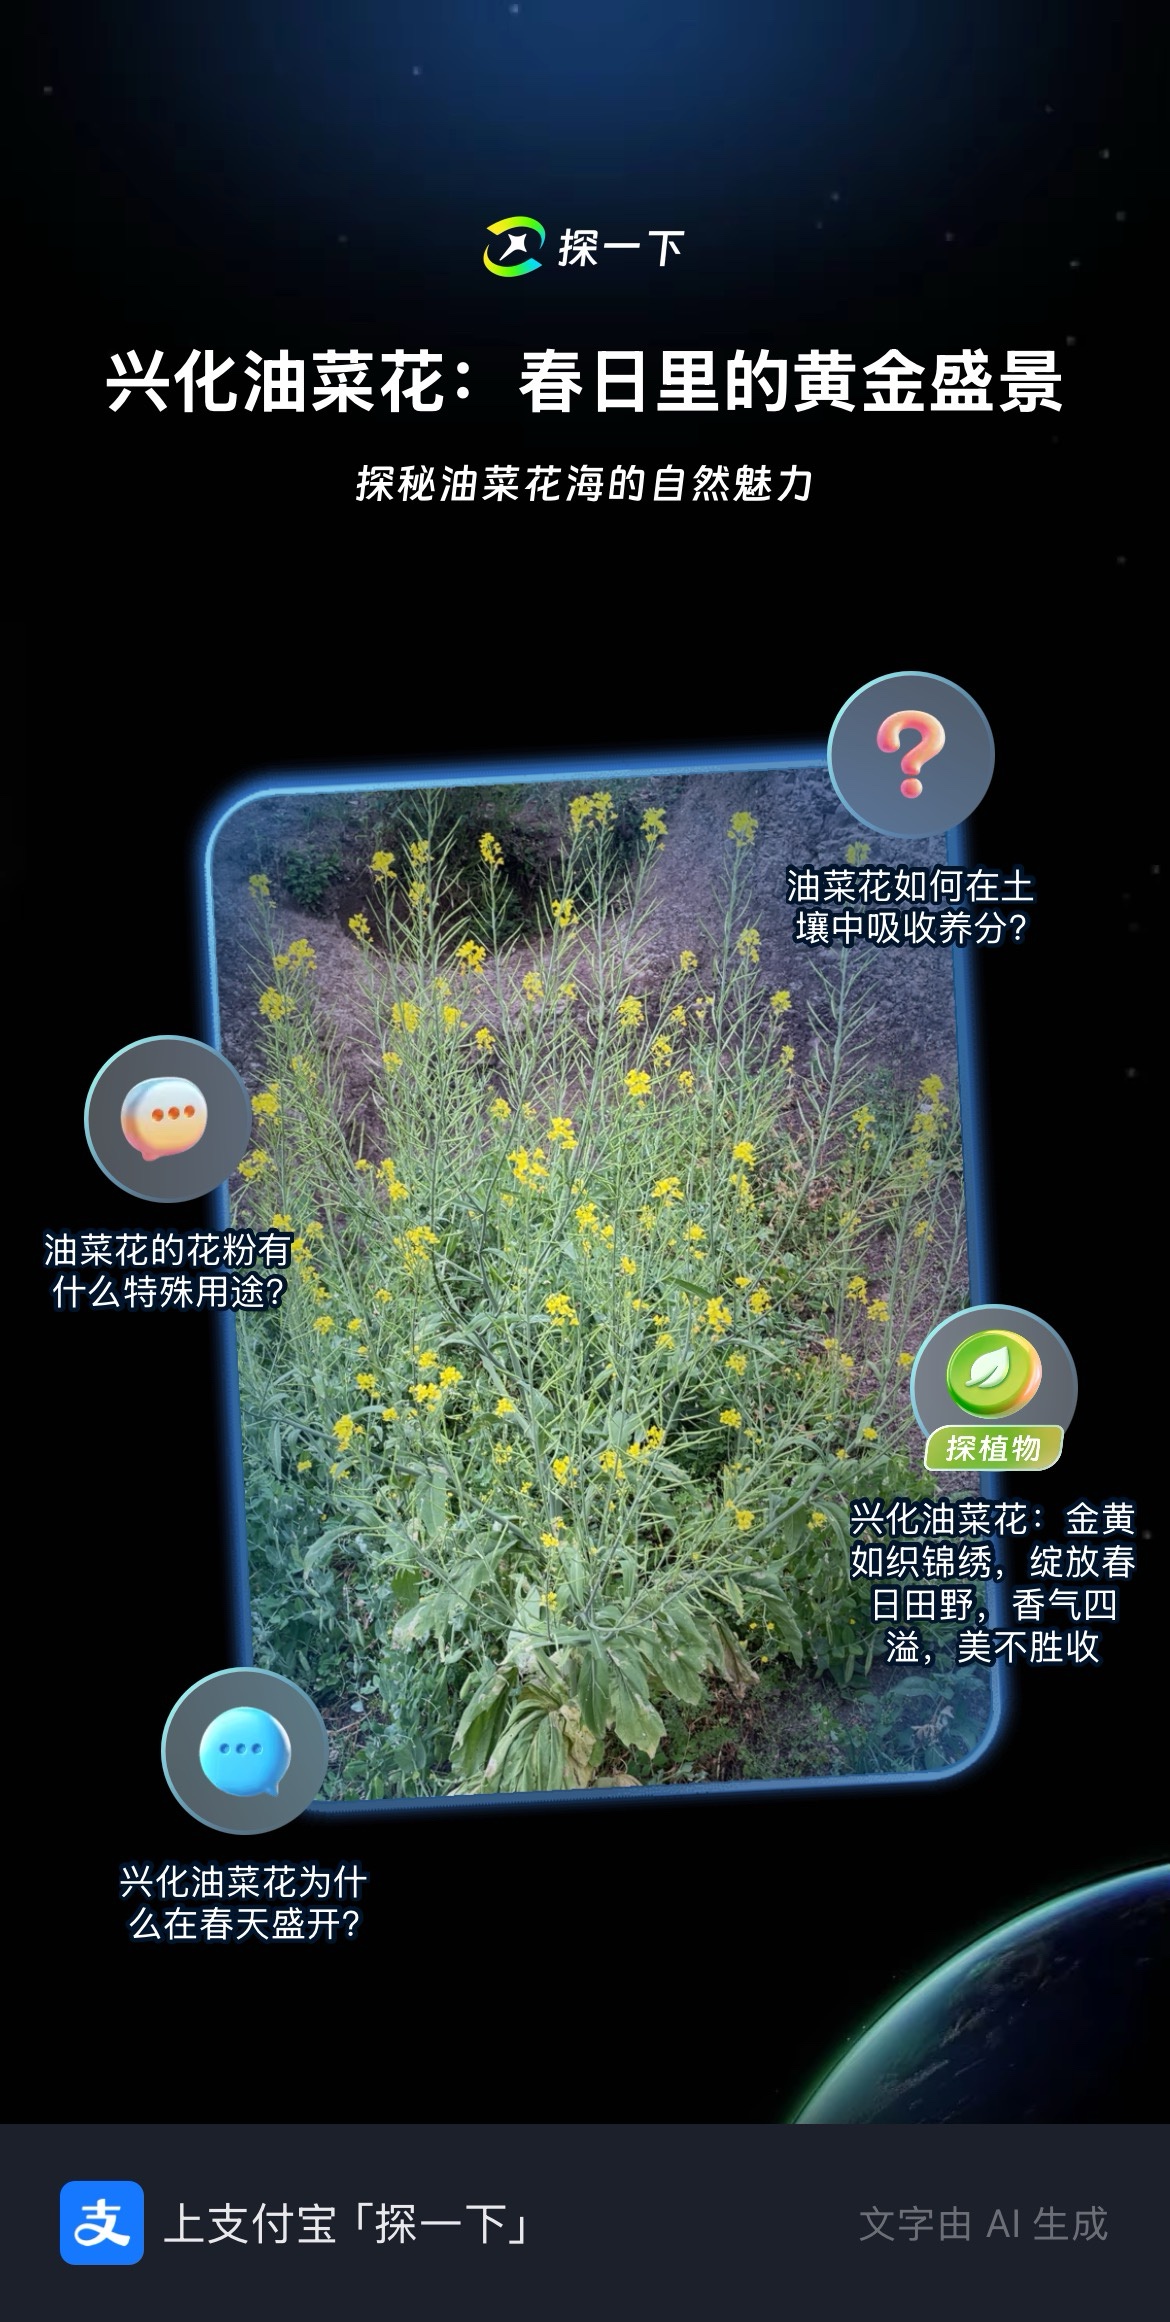 探一下
兴化油菜花：春日里的黄金盛景
探秘油菜花海的自然魅力
油菜花如何在土
壤中吸收养分？
油菜花的花粉有
什么特殊用途？
探植物
兴化油菜花：金黄
如织锦绣，绽放春
日田野，香气四
溢，美不胜收
兴化油菜花为什
么在春天盛开？
支 上支付宝「探一下」
文字由 AI 生成